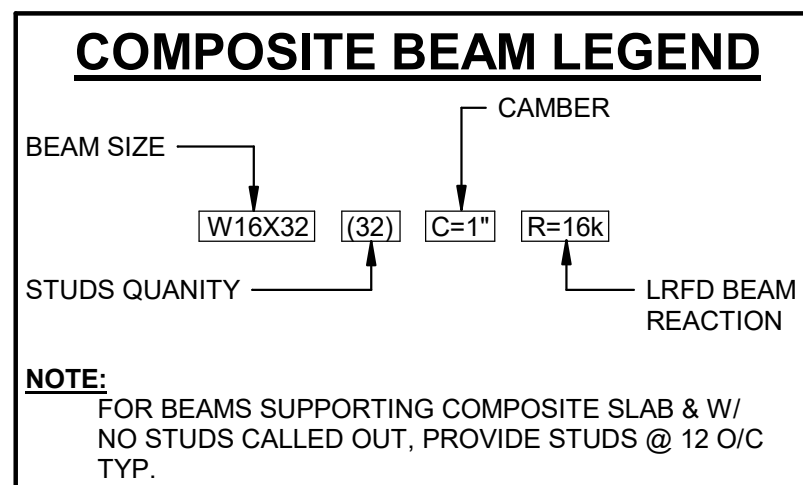 COMPOSITE BEAM LEGEND
CAMBER
BEAM SIZE
W16X32 (32) C=1" R=16k
STUDS QUANITY
LRFD BEAM
REACTION
NOTE:
FOR BEAMS SUPPORTING COMPOSITE SLAB & W/
NO STUDS CALLED OUT, PROVIDE STUDS @ 12 O/C
TYP.